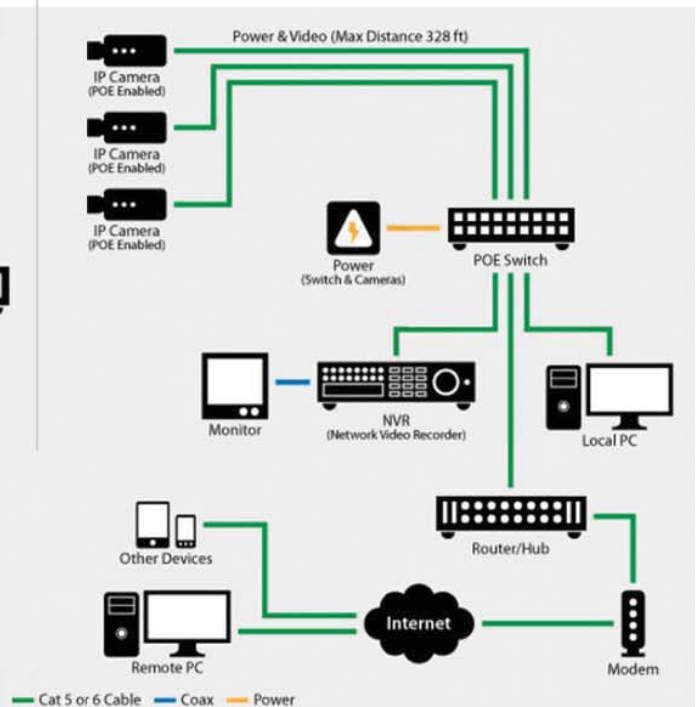 Power & Video (Max Distance 328 ft)
IP Camera
(POE Enabled)
IP Camera
(POE Enabled)
IP Camera
(POE Enabled)
Power
(Switch & Cameras)
POE Switch
Monitor
NVR
(Network Video Recorder)
Local PC
Router/Hub
Other Devices
Internet
Remote PC
Modem
Cat 5 or 6 Cable Coax Power